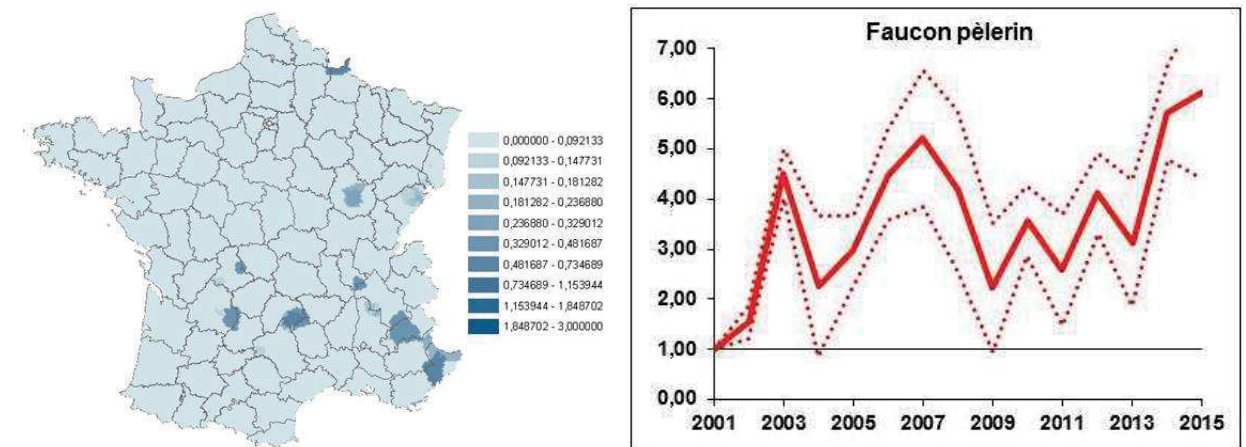 0,000000 - 0,092133
0,092133 - 0,147731
0,147731 - 0,181282
0,181282 - 0,236880
0,236880 - 0,329012
0,329012 - 0,481687
0,481687 - 0,734689
0,734689 - 1,153944
1,153944 - 1,848702
1,848702 - 3,000000
Faucon pèlerin
7,00
6,00
5,00
4,00
3,00
2,00
1,00
0,00
2001 2003 2005 2007 2009 2011 2013 2015